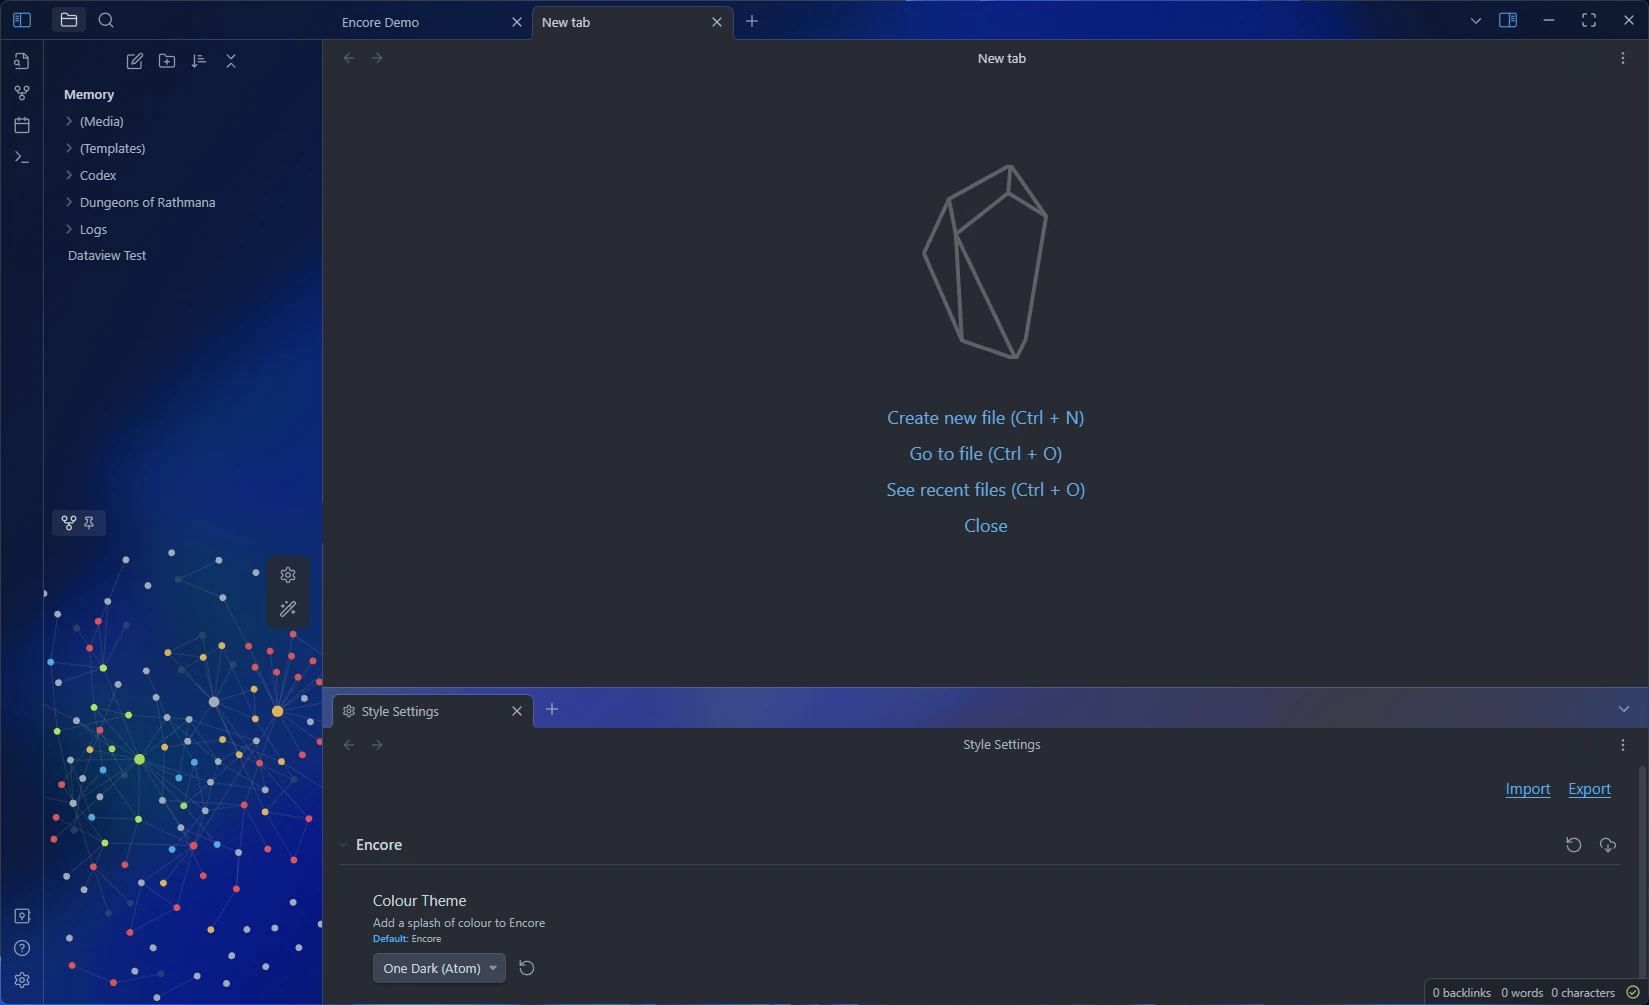 Encore Demo
New tab
New tab
Memory
(Media)
(Templates)
Codex
Dungeons of Rathmana
Logs
Dataview Test
Create new file (Ctrl + N)
Go to file (Ctrl + O)
See recent files (Ctrl + O)
Close
Style Settings
Style Settings
Import Export
Encore
Colour Theme
Add a splash of colour to Encore
Default: Encore
One Dark (Atom)
0 backlinks 0 words 0 characters